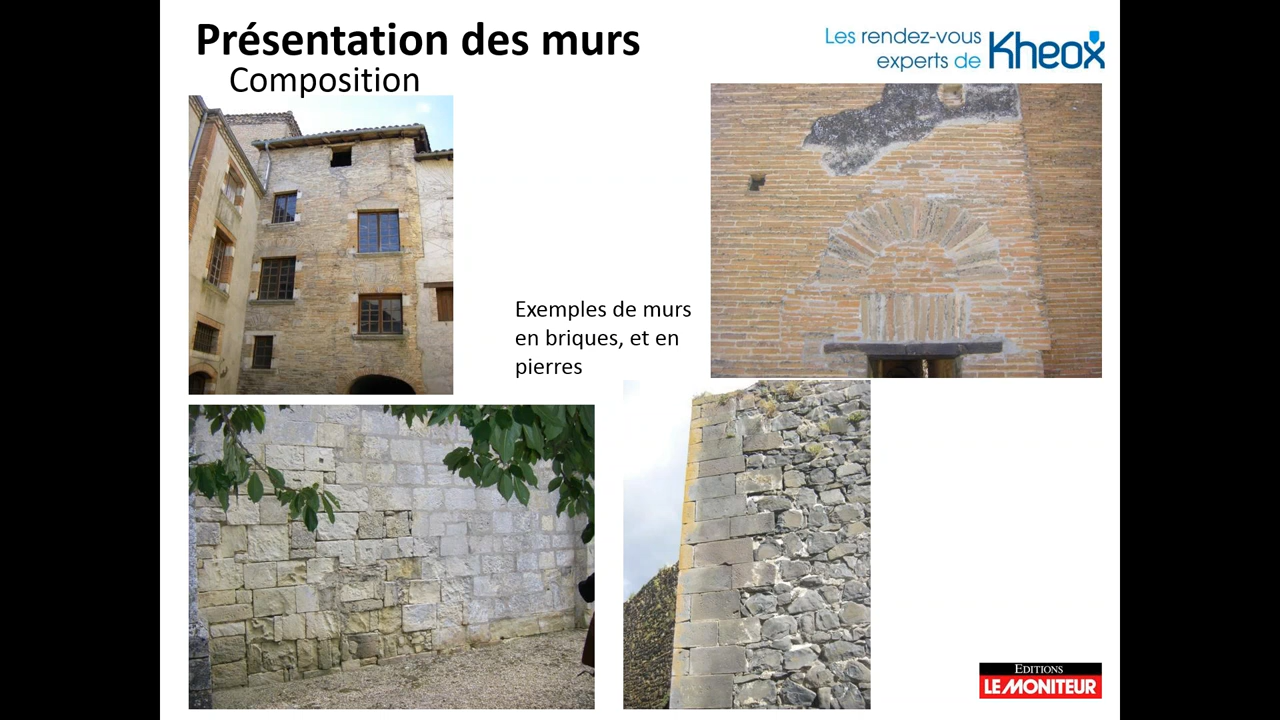 Présentation des murs
Composition
Les rendez-vous
experts de Kheox
Exemples de murs
en briques, et en
pierres
EDITIONS
LE MONITEUR